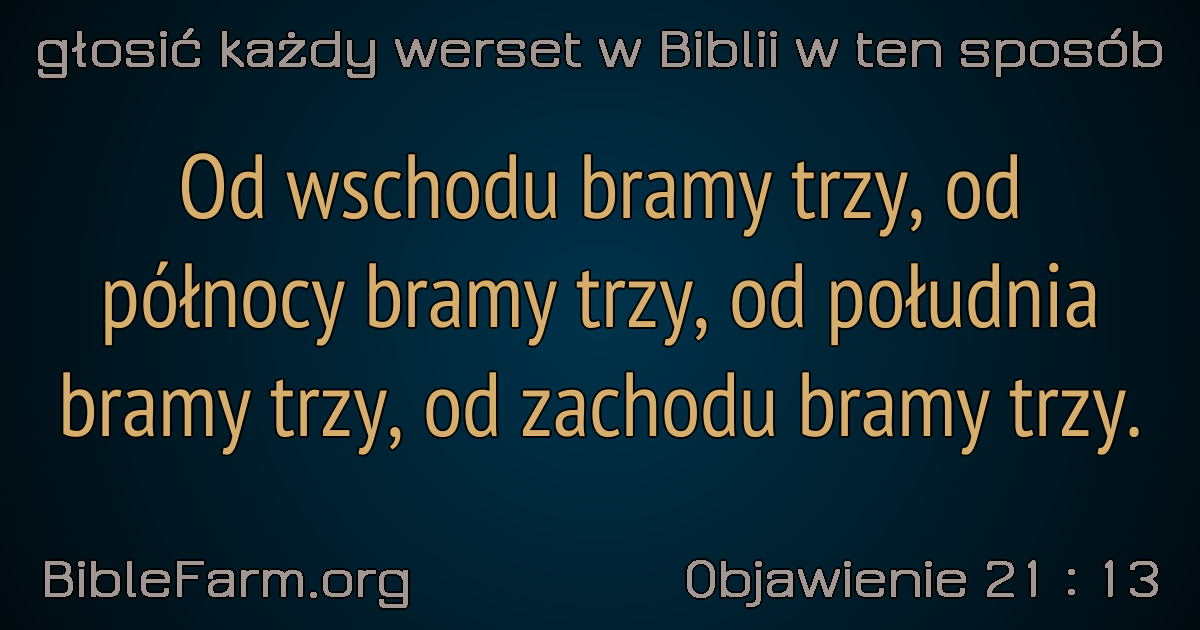 głosić każdy werset w Biblii w ten sposób
Od wschodu bramy trzy, od
północy bramy trzy, od południa
bramy trzy, od zachodu bramy trzy.
BibleFarm.org
Objawienie 21 : 13